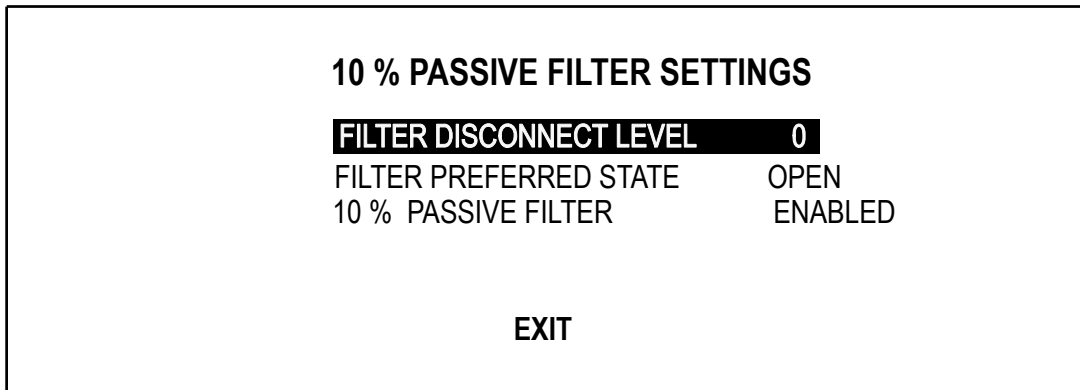 10 % PASSIVE FILTER SETTINGS
FILTER DISCONNECT LEVEL 0
FILTER PREFERRED STATE OPEN
10 % PASSIVE FILTER ENABLED
EXIT